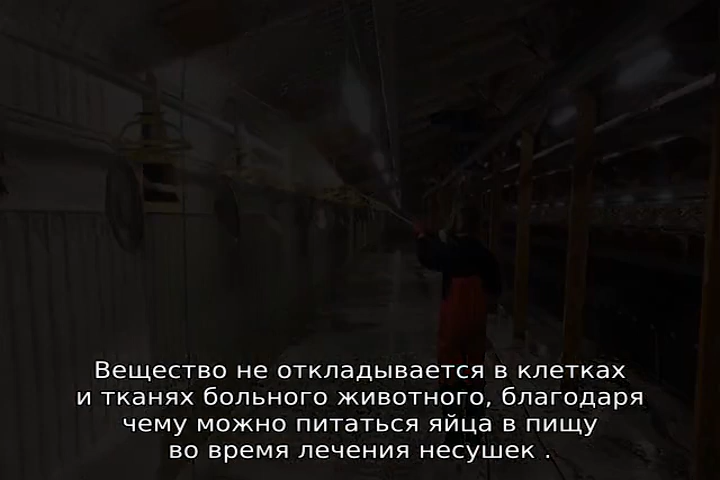 Вещество не откладывается в клетках
и тканях больного животного, благодаря
чему можно питаться яйца в пищу
во время лечения несушек .